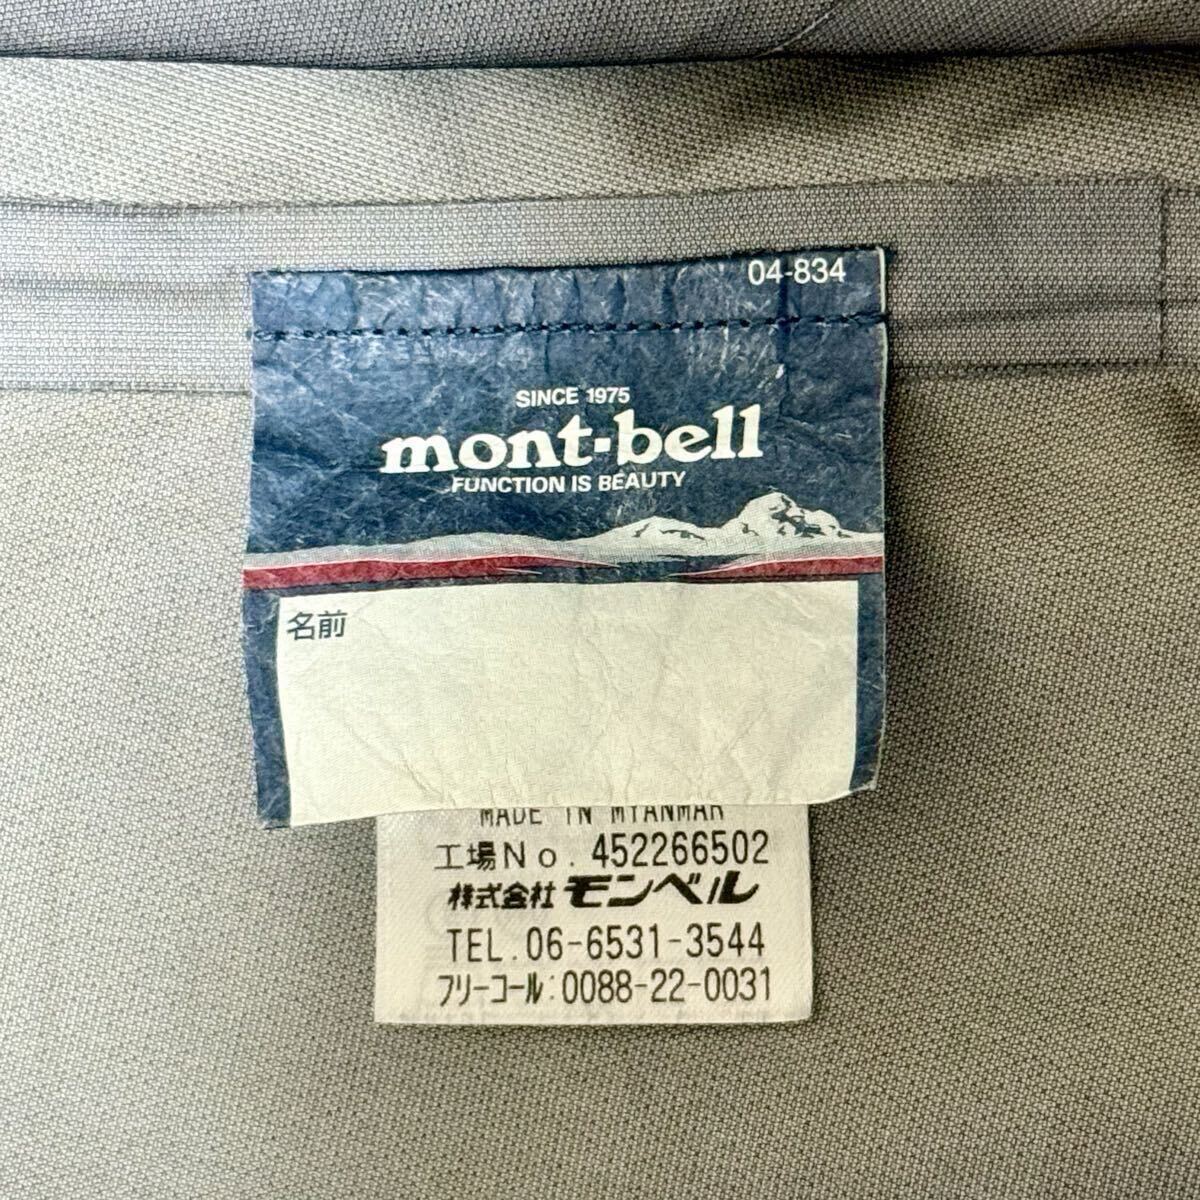 04-834
SINCE 1975
mont-bell
FUNCTION IS BEAUTY
名前
MADE IN MYANMAR
工場No. 452266502
株式会社 モンベル
TEL.06-6531-3544
フリーコール:0088-22-0031